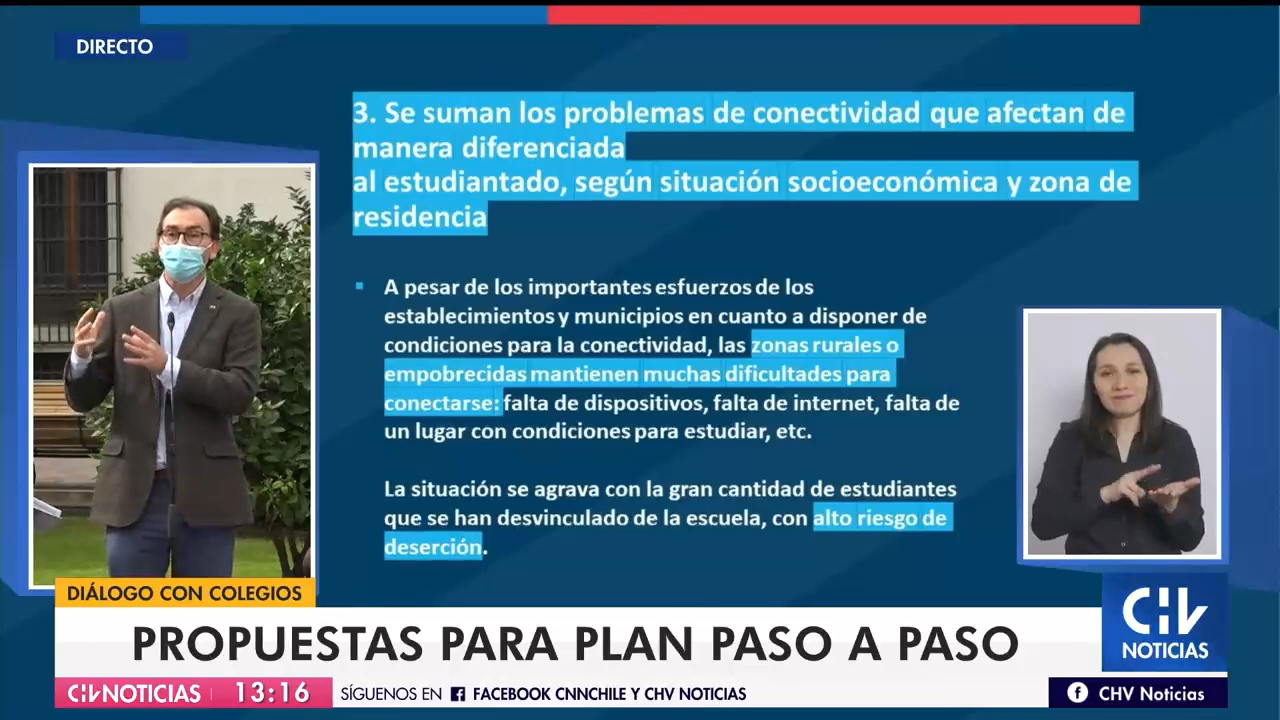 DIRECTO
3. Se suman los problemas de conectividad que afectan de
manera diferenciada
al estudiantado, según situación socioeconómica y zona de
residencia
▪ A pesar de los importantes esfuerzos de los
establecimientos y municipios en cuanto a disponer de
condiciones para la conectividad, las zonas rurales o
empobrecidas mantienen muchas dificultades para
conectarse: falta de dispositivos, falta de internet, falta de
un lugar con condiciones para estudiar, etc.
La situación se agrava con la gran cantidad de estudiantes
que se han desvinculado de la escuela, con alto riesgo de
deserción.
DIÁLOGO CON COLEGIOS
PROPUESTAS PARA PLAN PASO A PASO
CHV
NOTICIAS
CHV NOTICIAS 13:16 SÍGUENOS EN FACEBOOK CNNCHILE Y CHV NOTICIAS
CHV Noticias